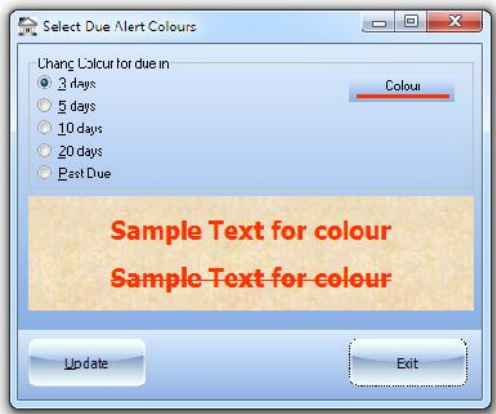 Select Due Alert Colours
Chang Colour for due in
3 days
Colour
5 days
10 days
20 days
Past Due
Sample Text for colour
Sample Text for colour
Update
Exit